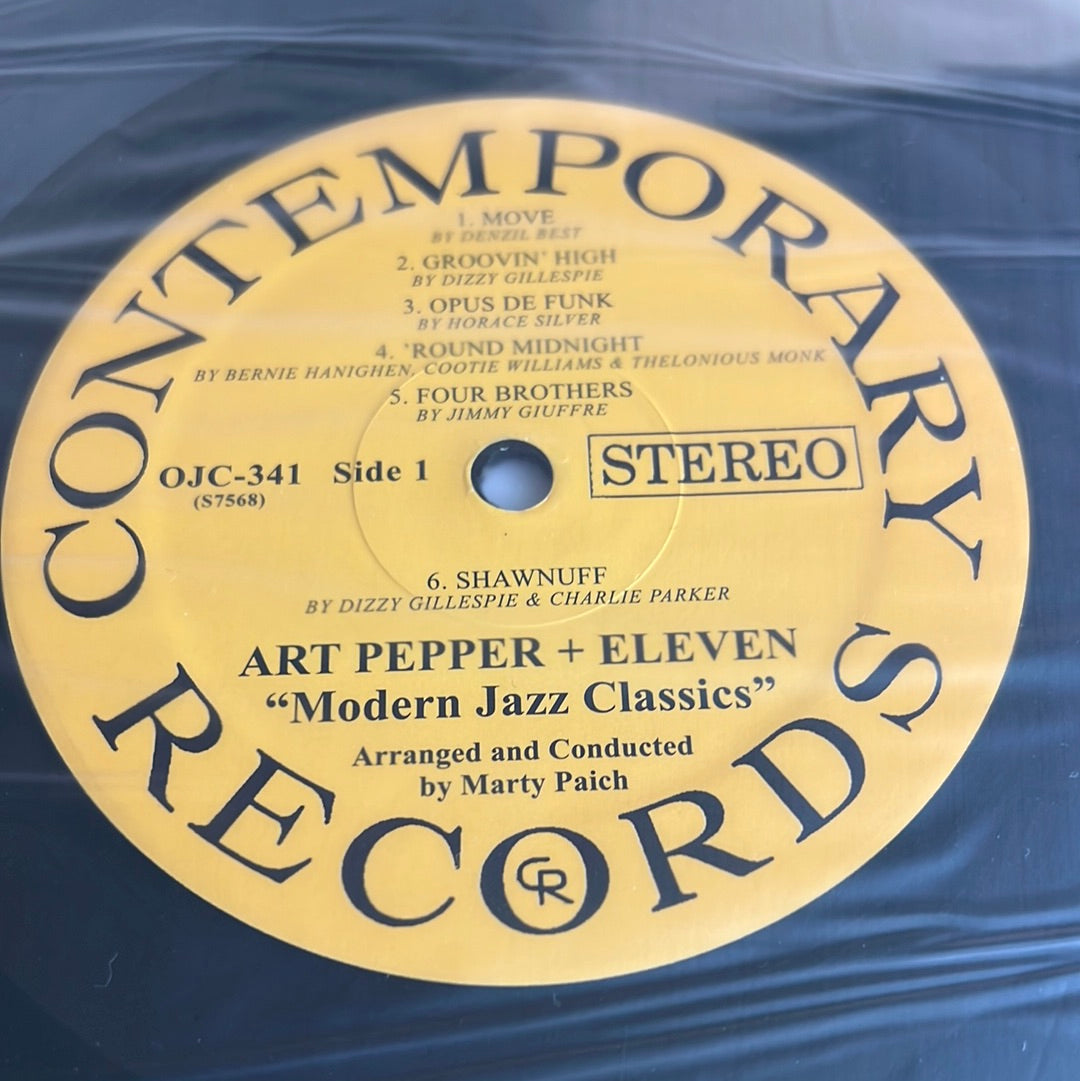 CONTEMPORARY
1. MOVE
BY DENZIL BEST
2. GROOVIN' HIGH
BY DIZZY GILLESPIE
3. OPUS DE FUNK
BY HORACE SILVER
4. 'ROUND MIDNIGHT
BY BERNIE HANIGHEN, COOTIE WILLIAMS & THELONIOUS MONK
5. FOUR BROTHERS
BY JIMMY GIUFFRE
OJC-341 Side 1 STEREO
(S7568)
6. SHAWNUFF
BY DIZZY GILLESPIE & CHARLIE PARKER
ART PEPPER + ELEVEN
“Modern Jazz Classics”
Arranged and Conducted
by Marty Paich
RECORDS
CR